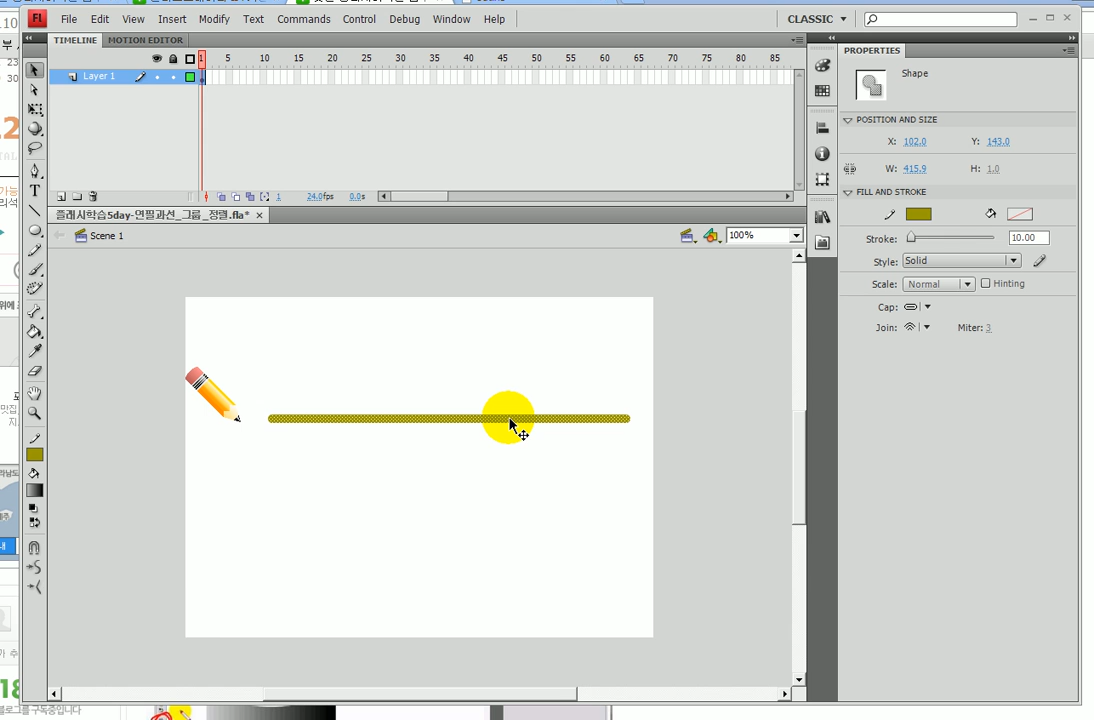 Fl File Edit View Insert Modify Text Commands Control Debug Window Help CLASSIC
TIMELINE MOTION EDITOR
1 5 10 15 20 25 30 35 40 45 50 55 60 65 70 75 80 85
Layer 1
1 24.0fps 0.0s
플래시학습5day-연필과선_그룹_정렬.fla*
Scene 1 100%
PROPERTIES
Shape
POSITION AND SIZE
X: 102.0 Y: 143.0
W: 415.9 H: 1.0
FILL AND STROKE
Stroke: 10.00
Style: Solid
Scale: Normal Hinting
Cap:
Join: Miter: 3